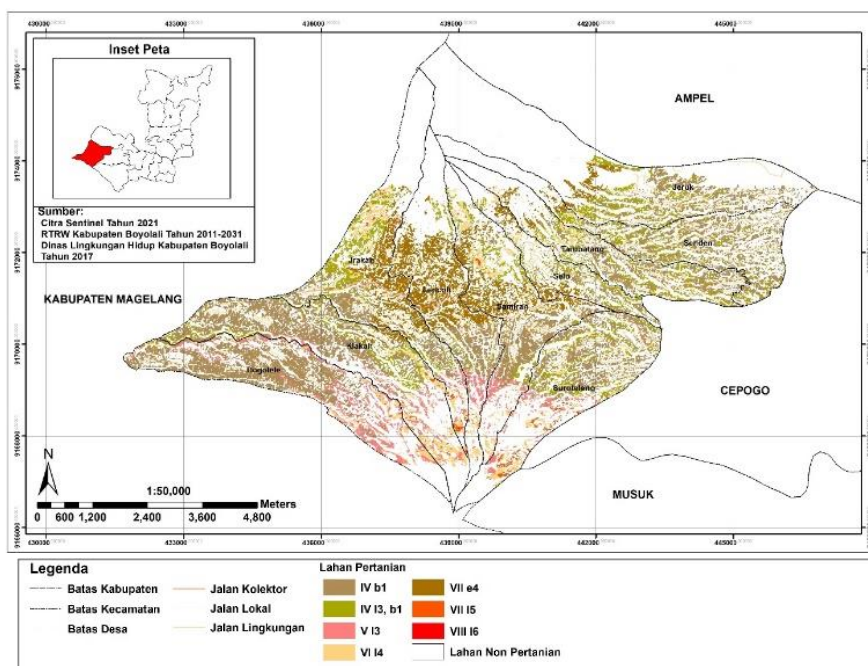 Inset Peta
Sumber:
Citra Sentinel Tahun 2021
RTRW Kabupaten Boyolali Tahun 2011-2031
Dinas Lingkungan Hidup Kabupaten Boyolali
Tahun 2017
AMPEL
Jeruk
Senden
Tarubatang
Selo
Jrakah
Samiran
KABUPATEN MAGELANG
Klakah
Suroteleng
CEPOGO
MUSUK
N
1:50,000
Meters
0 600 1,200 2,400 3,600 4,800
Legenda
Batas Kabupaten
Batas Kecamatan
Batas Desa
Jalan Kolektor
Jalan Lokal
Jalan Lingkungan
Lahan Pertanian
IV b1
IV l3, b1
V l3
VI l4
VII e4
VII l5
VIII l6
Lahan Non Pertanian